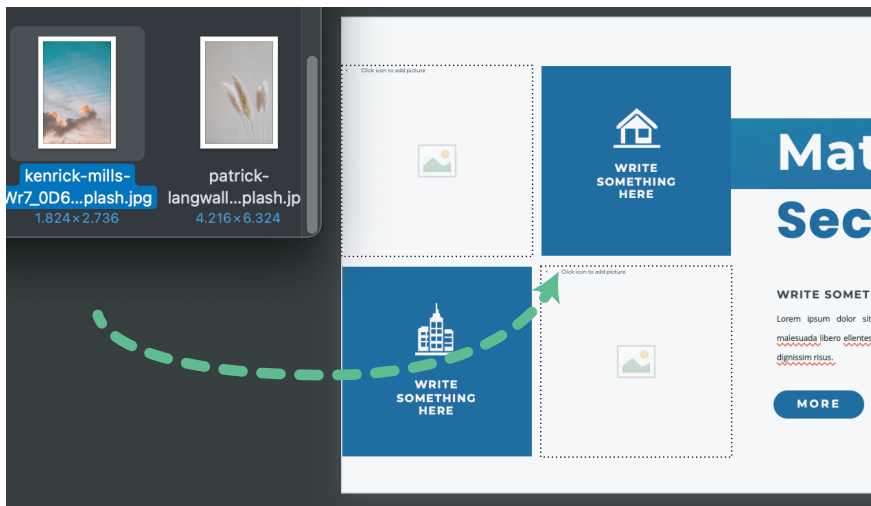 kenrick-mills-
Wr7_0D6...plash.jpg
1.824×2.736
patrick-
langwall...plash.jp
4.216×6.324
Click icon to add picture
WRITE
SOMETHING
HERE
Mat
Sec
Click icon to add picture
WRITE
SOMETHING
HERE
WRITE SOMET
Lorem ipsum dolor sit
malesuada libero ellentes
dignissim risus.
MORE